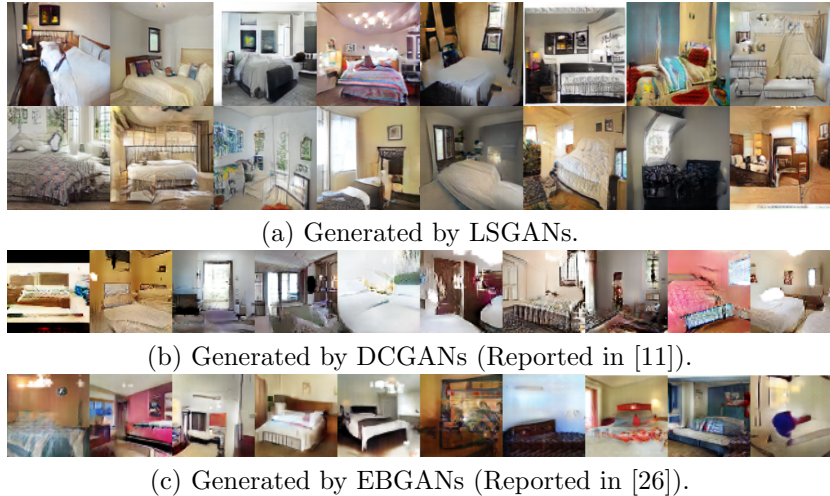 (a) Generated by LSGANs.
(b) Generated by DCGANs (Reported in [11]).
(c) Generated by EBGANs (Reported in [26]).